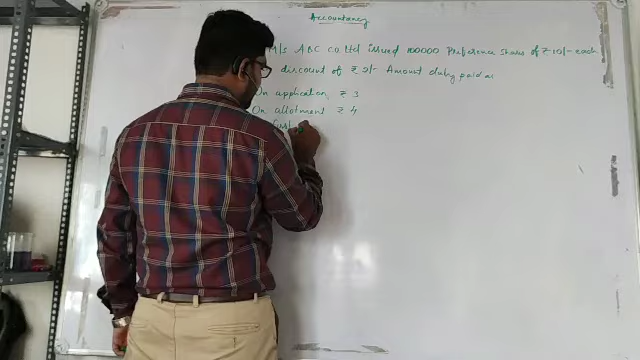 Accountancy
M/s ABC Co. Ltd issued 100000 Preference Shares of ₹ 10/- each
discount of ₹ 2/- Amount duly paid as
On application ₹ 3
On allotment ₹ 4
first